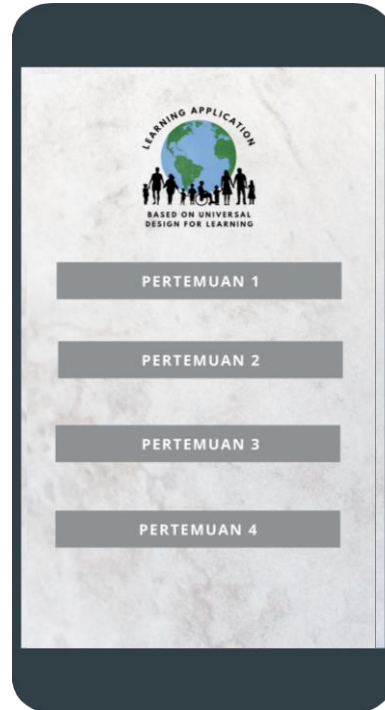 LEARNING APPLICATION
BASED ON UNIVERSAL
DESIGN FOR LEARNING
PERTEMUAN 1
PERTEMUAN 2
PERTEMUAN 3
PERTEMUAN 4